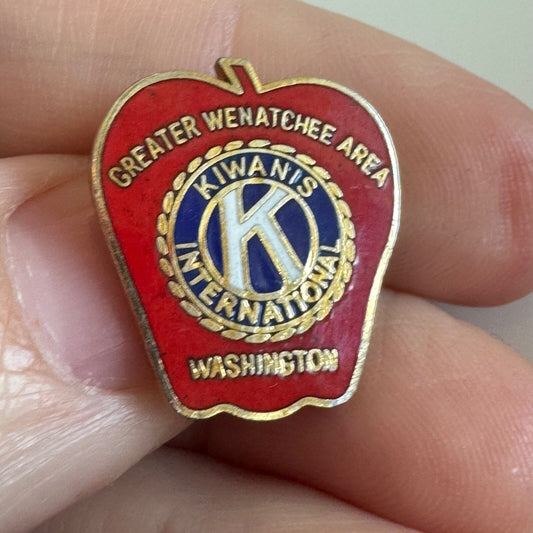 GREATER WENATCHEE AREA
KIWANIS
K
INTERNATIONAL
WASHINGTON